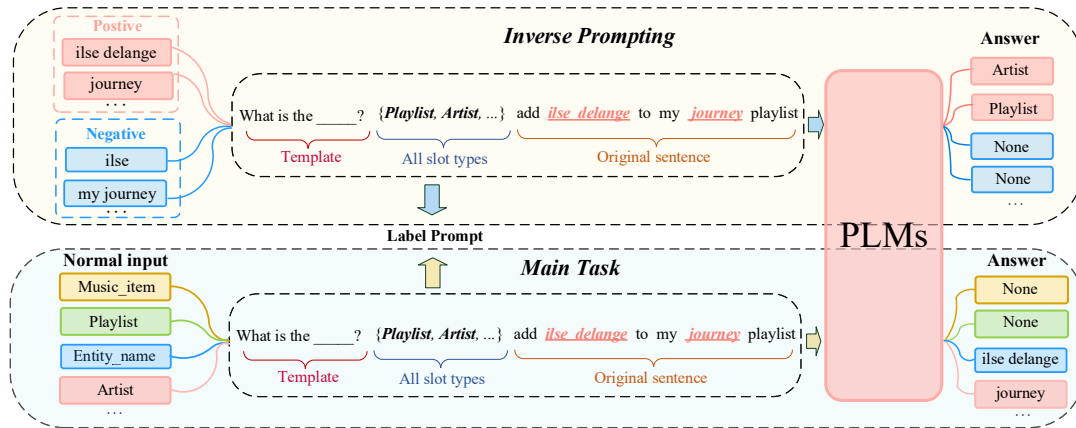 Postive
ilse delange
journey
...
Negative
ilse
my journey
...
Inverse Prompting
What is the _____? {Playlist, Artist, ...} add ilse delange to my journey playlist
Template
All slot types
Original sentence
Answer
Artist
Playlist
None
None
...
PLMs
Label Prompt
Normal input
Music_item
Playlist
Entity_name
Artist
...
Main Task
What is the _____? {Playlist, Artist, ...} add ilse delange to my journey playlist
Template
All slot types
Original sentence
Answer
None
None
ilse delange
journey
...